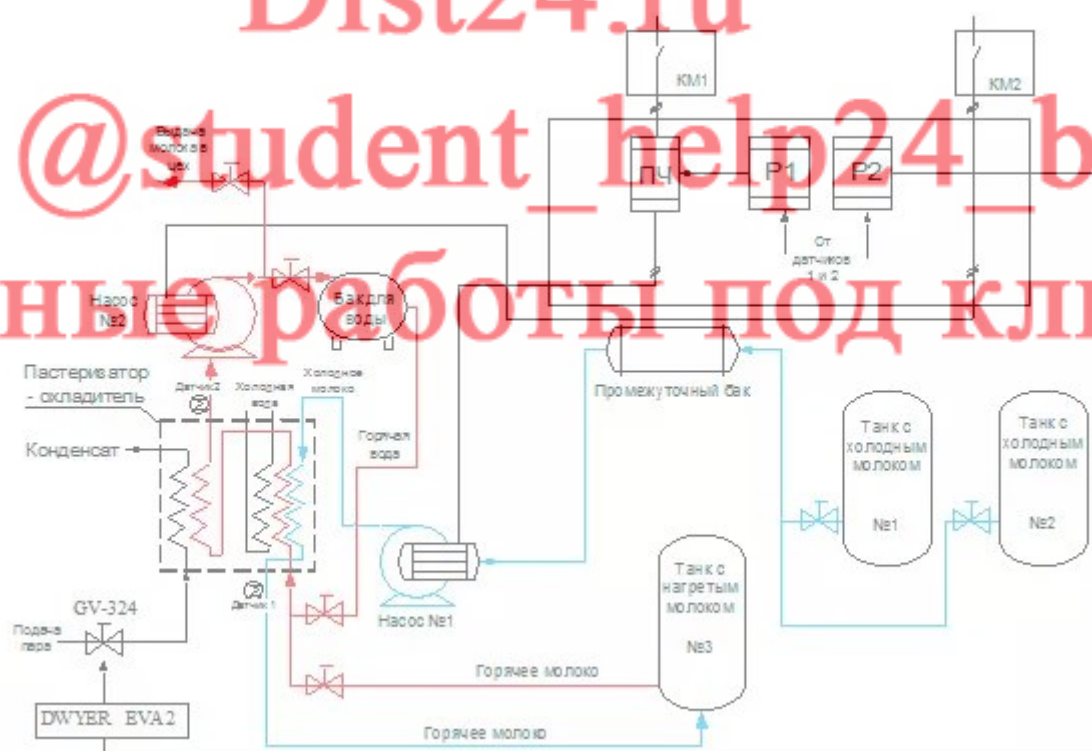 Dist24.ru
@student_help24_b
ные работы под кл
КМ1
КМ2
Выдача
молока в
цех
ПЧ
Р1
Р2
От
датчиков
1 и 2
Насос
№2
Бак для
воды
Промежуточный бак
Пастеризатор
- охладитель
Датчик2
Холодная
вода
Холодное
молоко
Конденсат
Горячая
вода
Танк с
холодным
молоком
№1
Танк с
холодным
молоком
№2
Датчик 1
Насос №1
Танк с
нагретым
молоком
№3
GV-324
Подача
пара
Горячее молоко
DWYER EVA2
Горячее молоко